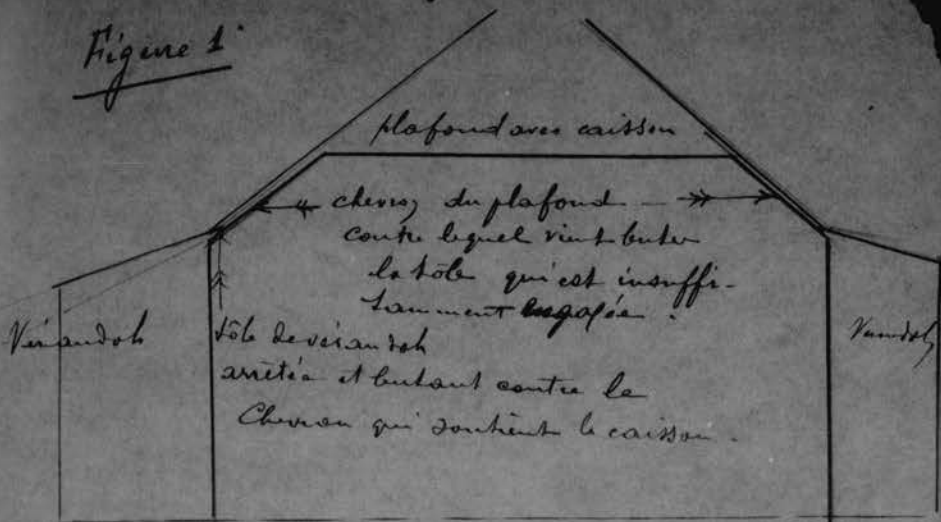 Figure 1
plafond avec caisson
chevron du plafond
contre lequel vient buter
la tôle qui est insuffi-
samment engagée.
Vérandah
Vérandah
tôle de vérandah
arrêtée et butant contre le
Chevron qui soutient le caisson.